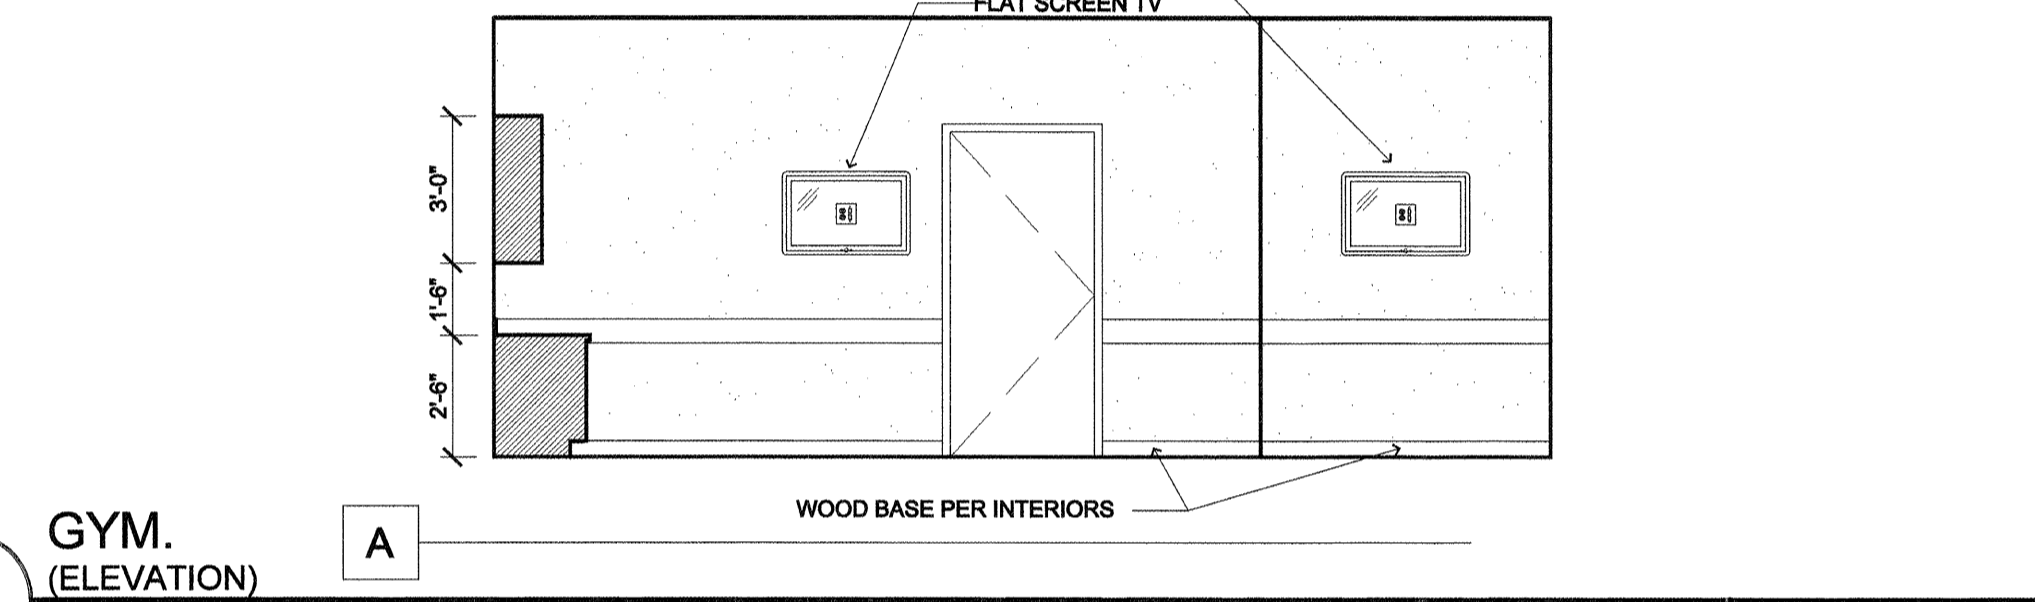 FLAT SCREEN TV
3'-0"
1'-6"
2'-6"
WOOD BASE PER INTERIORS
GYM.
(ELEVATION)
A